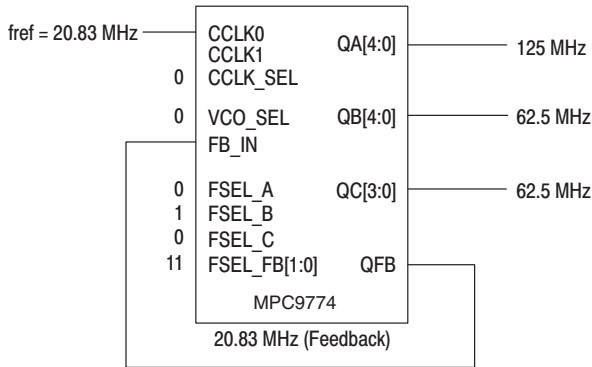 fref = 20.83 MHz CCLK0 QA[4:0] 125 MHz
CCLK1
0 CCLK_SEL
0 VCO_SEL QB[4:0] 62.5 MHz
FB_IN
0 FSEL_A QC[3:0] 62.5 MHz
1 FSEL_B
0 FSEL_C
11 FSEL_FB[1:0] QFB
MPC9774
20.83 MHz (Feedback)